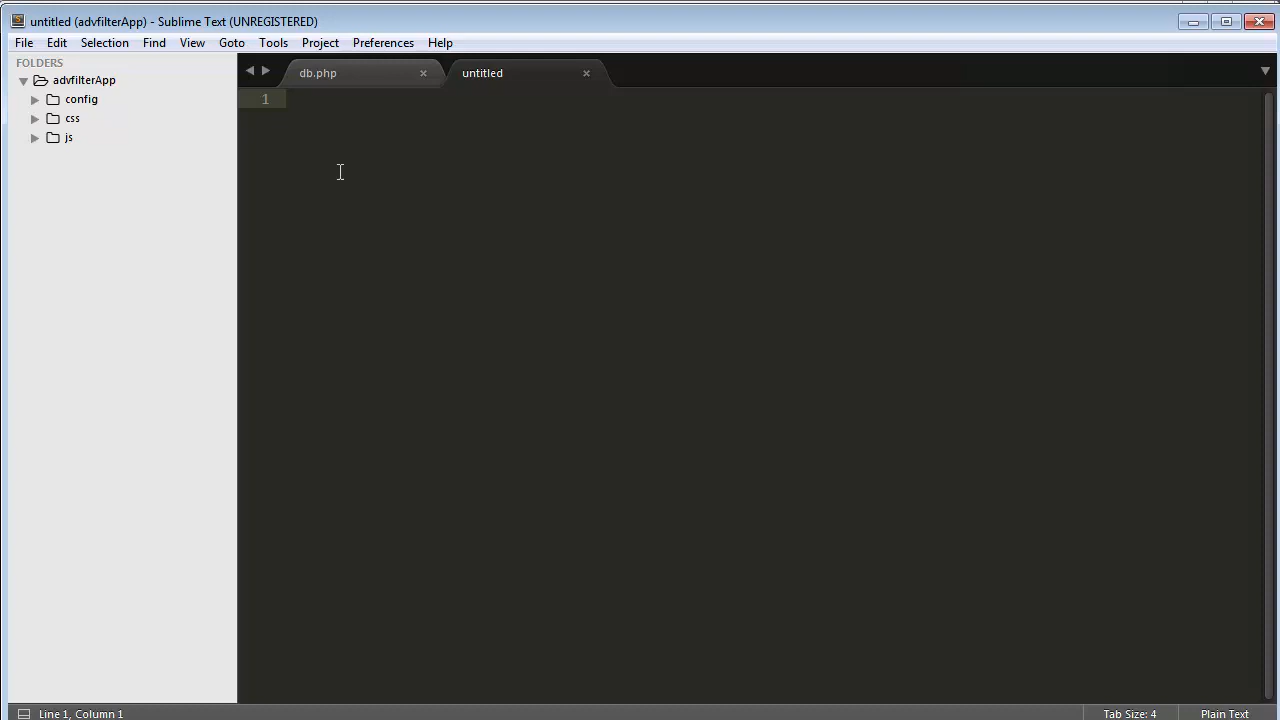 untitled (advfilterApp) - Sublime Text (UNREGISTERED)
File Edit Selection Find View Goto Tools Project Preferences Help
FOLDERS
advfilterApp
config
css
js
db.php
untitled
1
Line 1, Column 1
Tab Size: 4
Plain Text